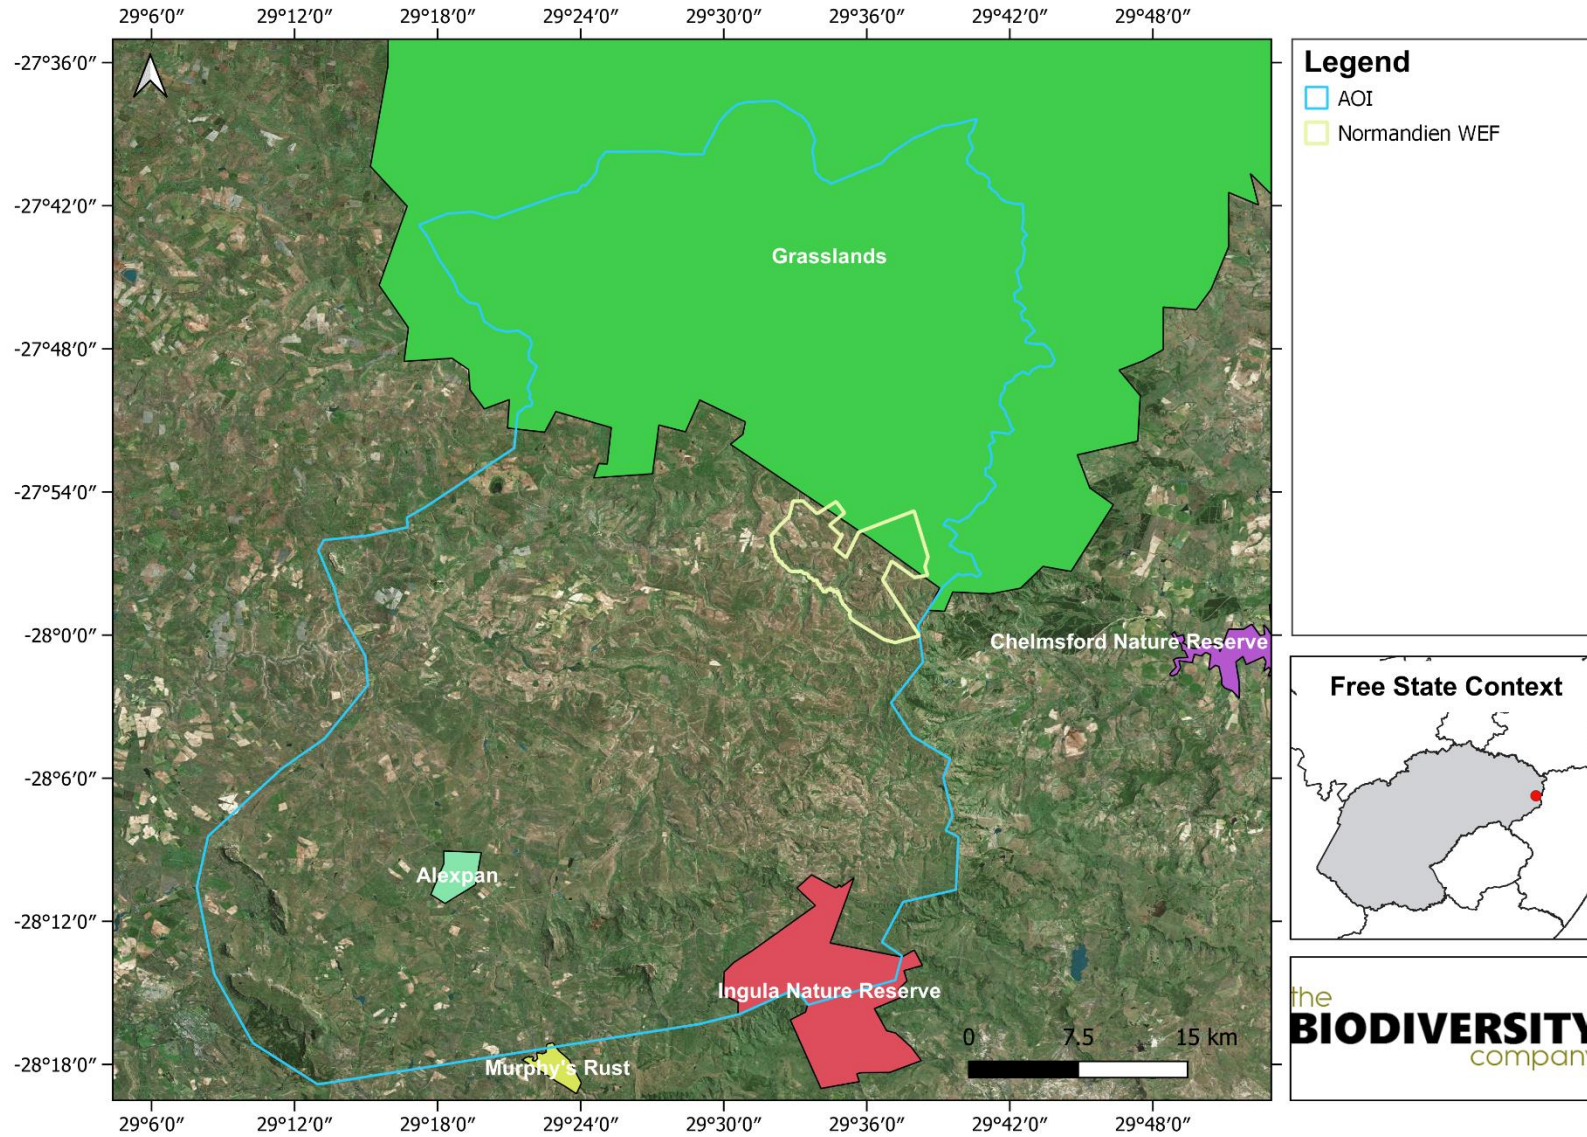 29°6′0″ 29°12′0″ 29°18′0″ 29°24′0″ 29°30′0″ 29°36′0″ 29°42′0″ 29°48′0″
-27°36′0″
-27°42′0″
-27°48′0″
-27°54′0″
-28°0′0″
-28°6′0″
-28°12′0″
-28°18′0″
Grasslands
Chelmsford Nature Reserve
Alexpan
Ingula Nature Reserve
Murphy's Rust
0 7.5 15 km
29°6′0″ 29°12′0″ 29°18′0″ 29°24′0″ 29°30′0″ 29°36′0″ 29°42′0″ 29°48′0″
Legend
AOI
Normandien WEF
Free State Context
the
BIODIVERSITY
company